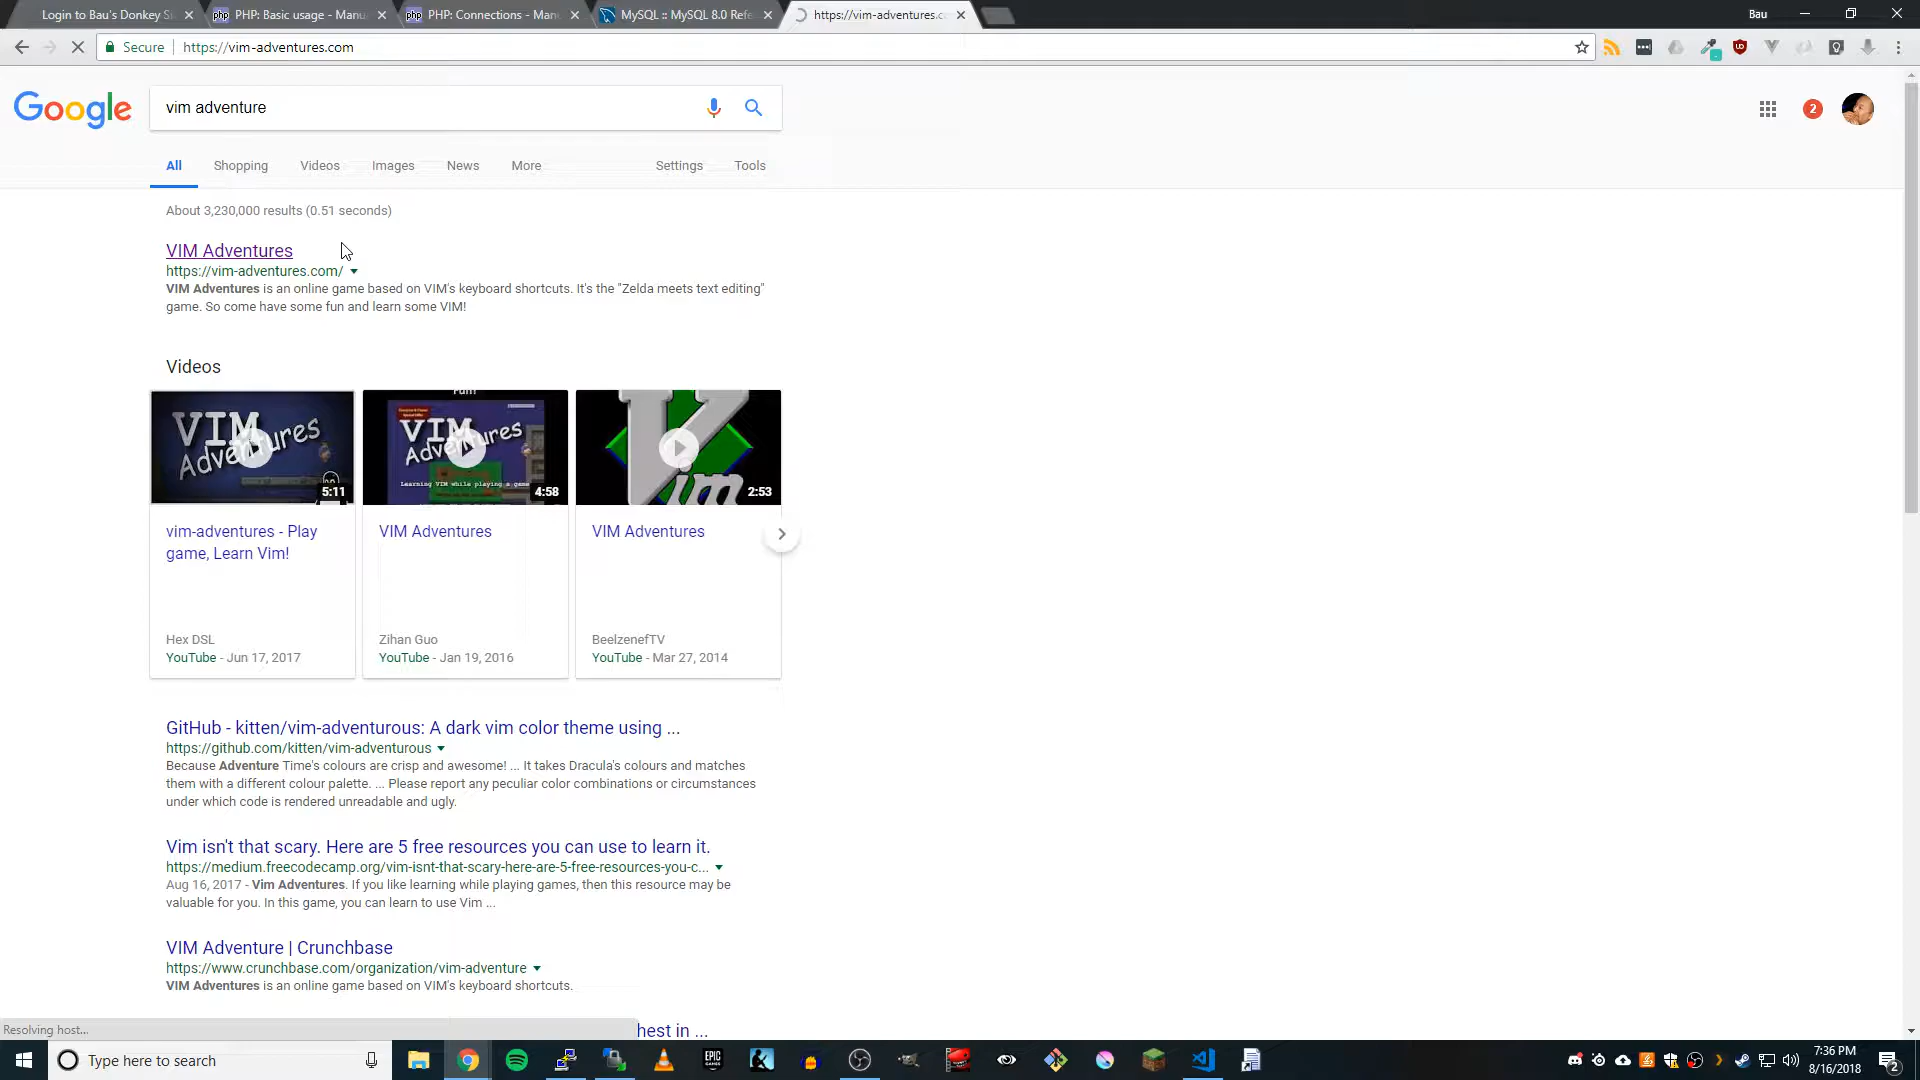 Login to Bau's Donkey S
PHP: Basic usage - Manu
PHP: Connections - Man
MySQL :: MySQL 8.0 Refe
https://vim-adventures.c
Bau
Secure
https://vim-adventures.com
Google
vim adventure
2
All
Shopping
Videos
Images
News
More
Settings
Tools
About 3,230,000 results (0.51 seconds)
VIM Adventures
https://vim-adventures.com/
VIM Adventures is an online game based on VIM's keyboard shortcuts. It's the "Zelda meets text editing"
game. So come have some fun and learn some VIM!
Videos
VIM
Adventures
5:11
VIM
Adventures
Learning VIM while playing a game
4:58
Vim
2:53
vim-adventures - Play
game, Learn Vim!
VIM Adventures
VIM Adventures
Hex DSL
YouTube - Jun 17, 2017
Zihan Guo
YouTube - Jan 19, 2016
BeelzenefTV
YouTube - Mar 27, 2014
GitHub - kitten/vim-adventurous: A dark vim color theme using ...
https://github.com/kitten/vim-adventurous
Because Adventure Time's colours are crisp and awesome! ... It takes Dracula's colours and matches
them with a different colour palette. ... Please report any peculiar color combinations or circumstances
under which code is rendered unreadable and ugly.
Vim isn't that scary. Here are 5 free resources you can use to learn it.
https://medium.freecodecamp.org/vim-isnt-that-scary-here-are-5-free-resources-you-c...
Aug 16, 2017 - Vim Adventures. If you like learning while playing games, then this resource may be
valuable for you. In this game, you can learn to use Vim ...
VIM Adventure | Crunchbase
https://www.crunchbase.com/organization/vim-adventure
VIM Adventures is an online game based on VIM's keyboard shortcuts.
Resolving host...
hest in ...
Type here to search
EPIC
GAMES
7:36 PM
8/16/2018
2